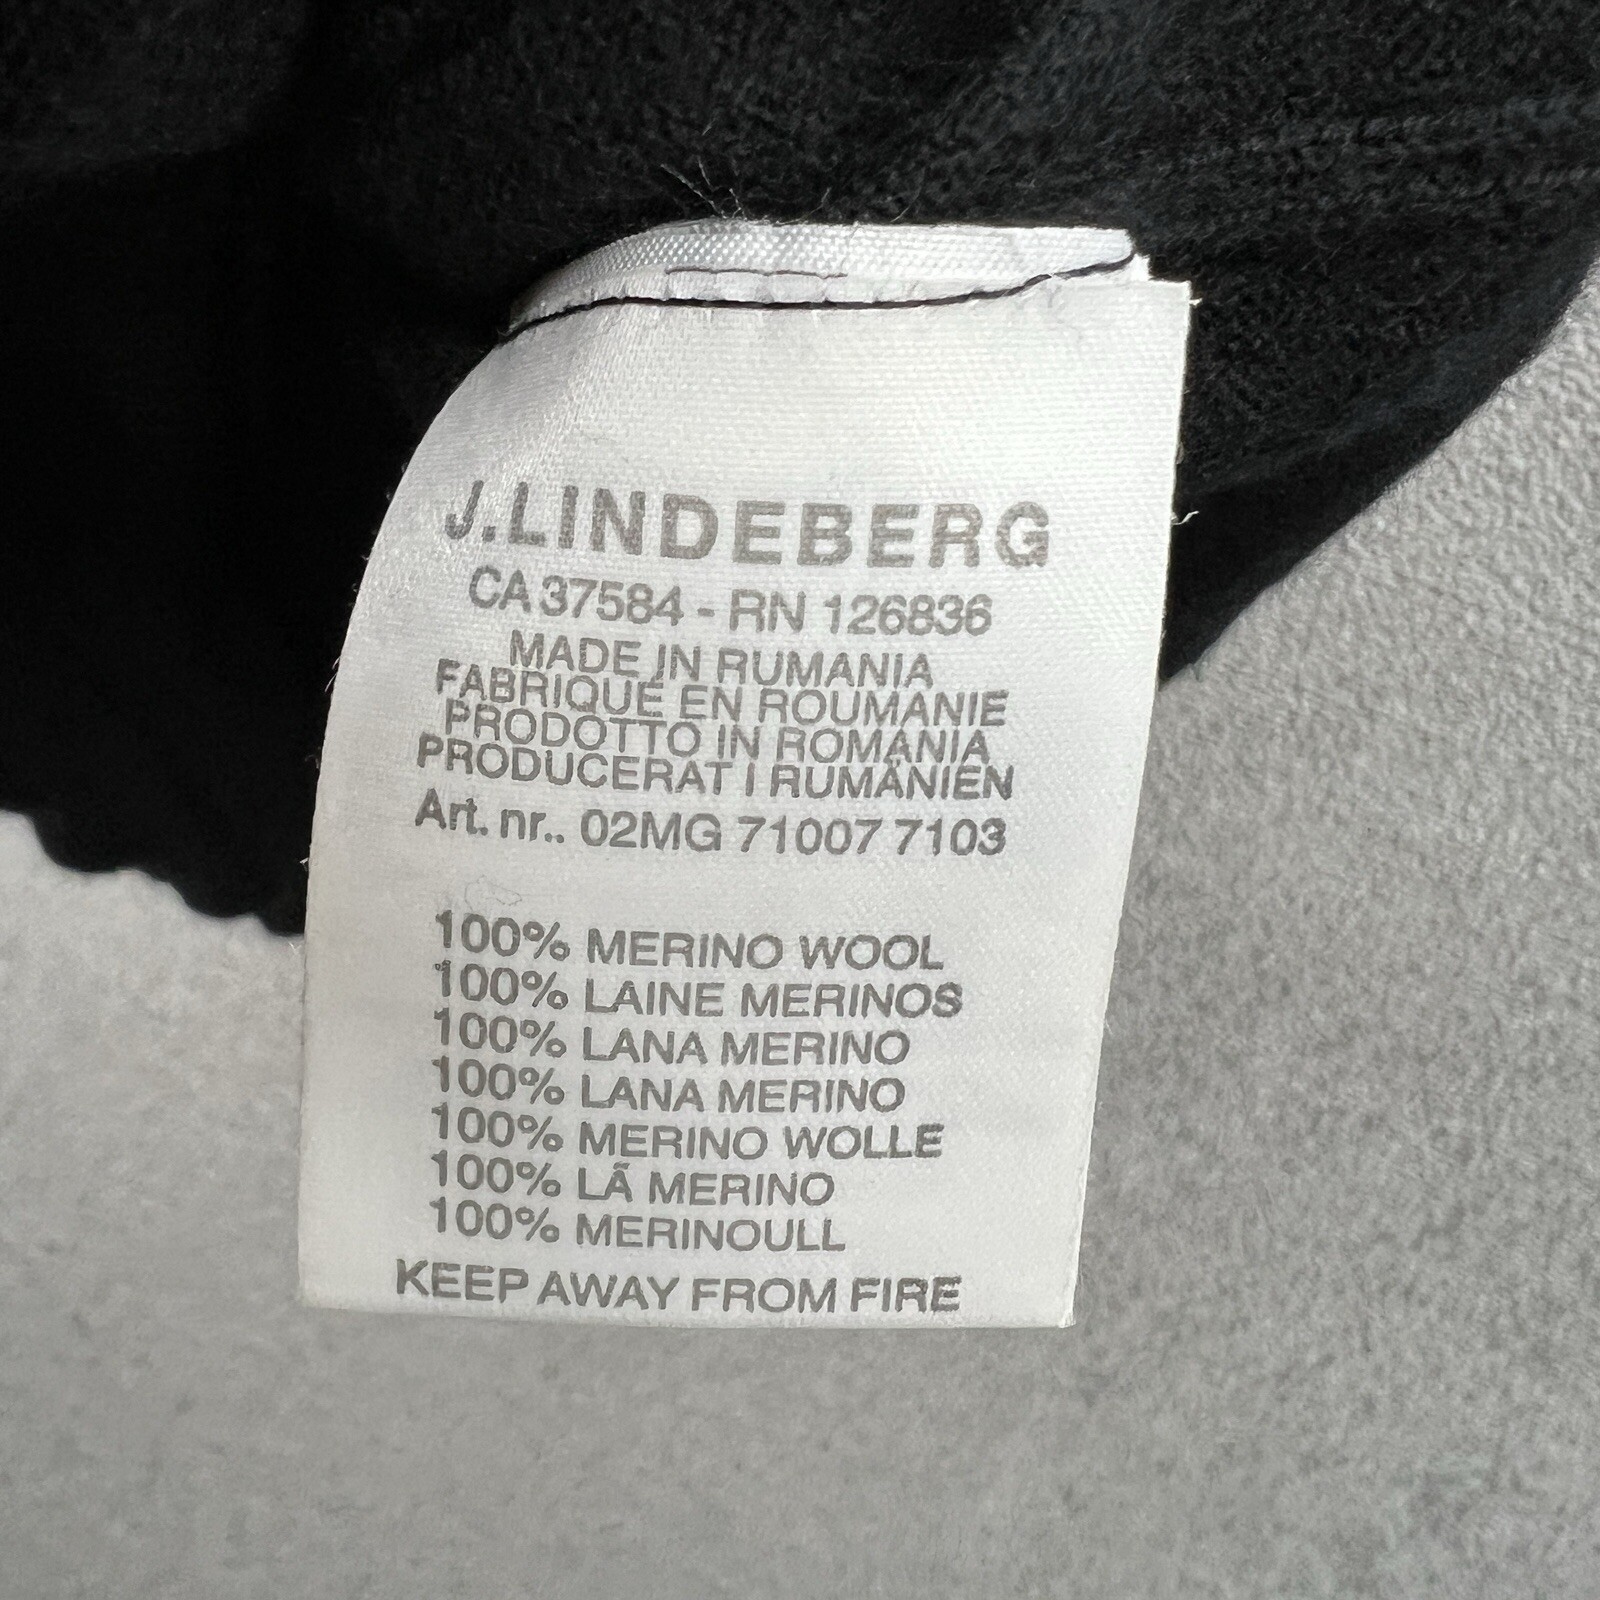 J.LINDEBERG
CA 37584 - RN 126836
MADE IN RUMANIA
FABRIQUÉ EN ROUMANIE
PRODOTTO IN ROMANIA
PRODUCERAT I RUMÄNIEN
Art. nr.. 02MG 71007 7103
100% MERINO WOOL
100% LAINE MERINOS
100% LANA MERINO
100% LANA MERINO
100% MERINO WOLLE
100% LÃ MERINO
100% MERINOULL
KEEP AWAY FROM FIRE